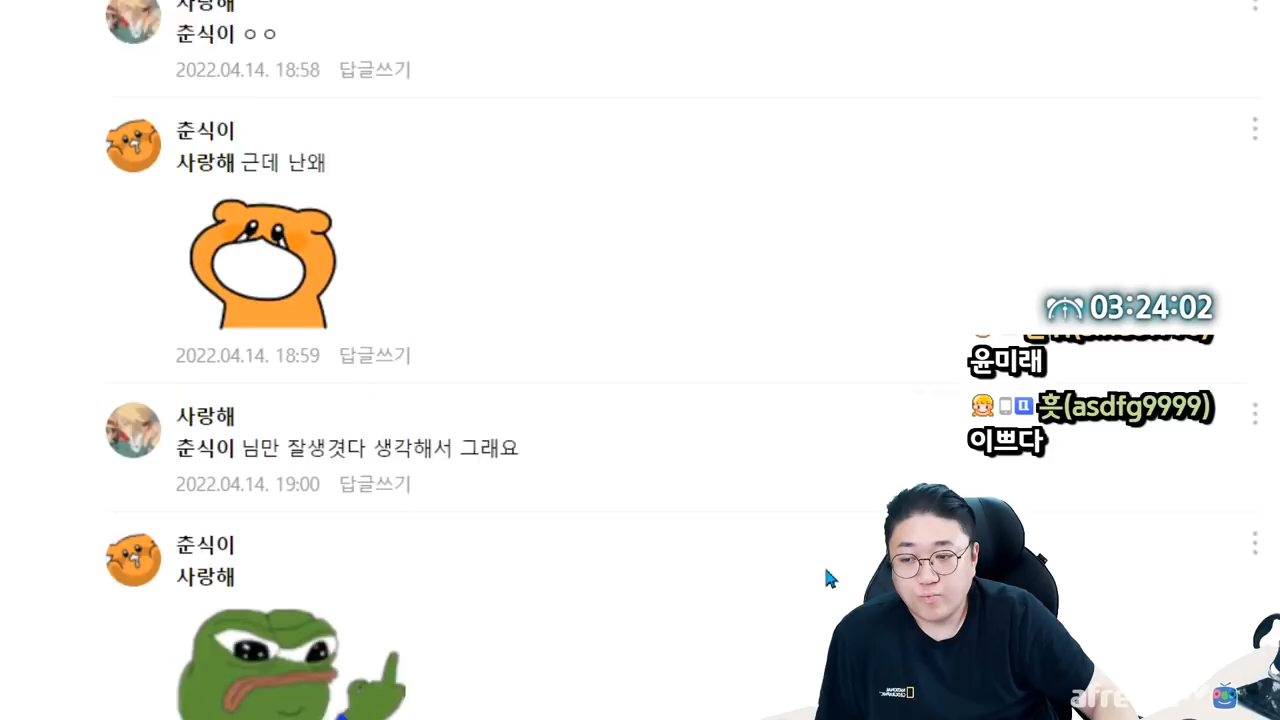 사랑해
춘식이 ㅇㅇ
2022.04.14. 18:58 답글쓰기
춘식이
사랑해 근데 난왜
2022.04.14. 18:59 답글쓰기
사랑해
춘식이 님만 잘생겻다 생각해서 그래요
2022.04.14. 19:00 답글쓰기
춘식이
사랑해
03:24:02
윤미래
흣(asdfg9999)
이쁘다
NATIONAL
GEOGRAPHIC